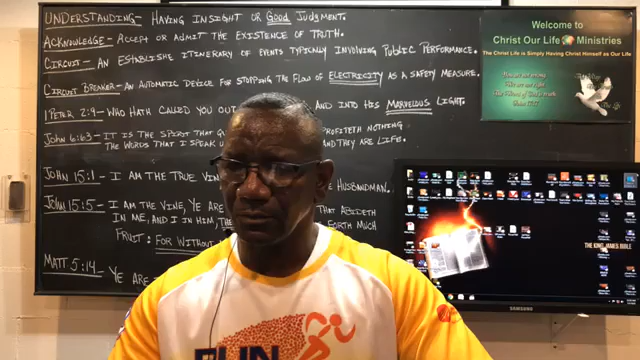 Understanding- Having Insight or Good Judgment.
Acknowledge- Accept or Admit the Existence of Truth.
Circuit - An Establishe Itinerary of Events Typically Involving Public Performance.
Circuit Breaker- An Automatic Device for Stopping the Flow of Electricity as a Safety Measure.
1 Peter 2:9- Who Hath Called You Out and into His Marvelous Light.
John 6:63- It is the Spirit that profiteth nothing
the words that I speak and they are life.
John 15:1- I am the true vine husbandman.
John 15:5- I am the vine, ye are that abideth
in me, and I in him, forth much
fruit: for without
Matt 5:14- Ye are
Welcome to
Christ Our Life Ministries
The Christ Life is Simply Having Christ Himself as Our Life
The Life
THE KING JAMES BIBLE
SAMSUNG
RUN